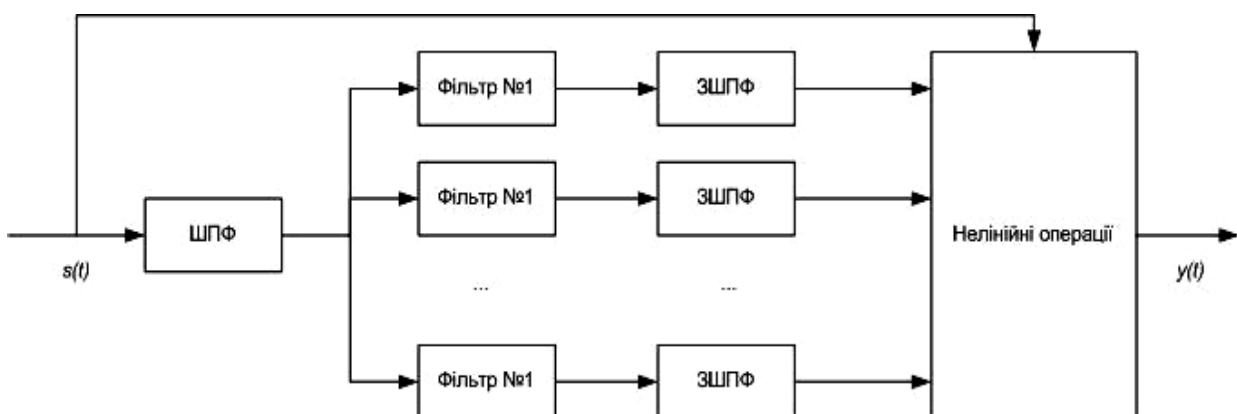 Фільтр №1
ЗШПФ
Фільтр №1
ЗШПФ
ШПФ
Нелінійні операції
s(t)
y(t)
...
...
Фільтр №1
ЗШПФ